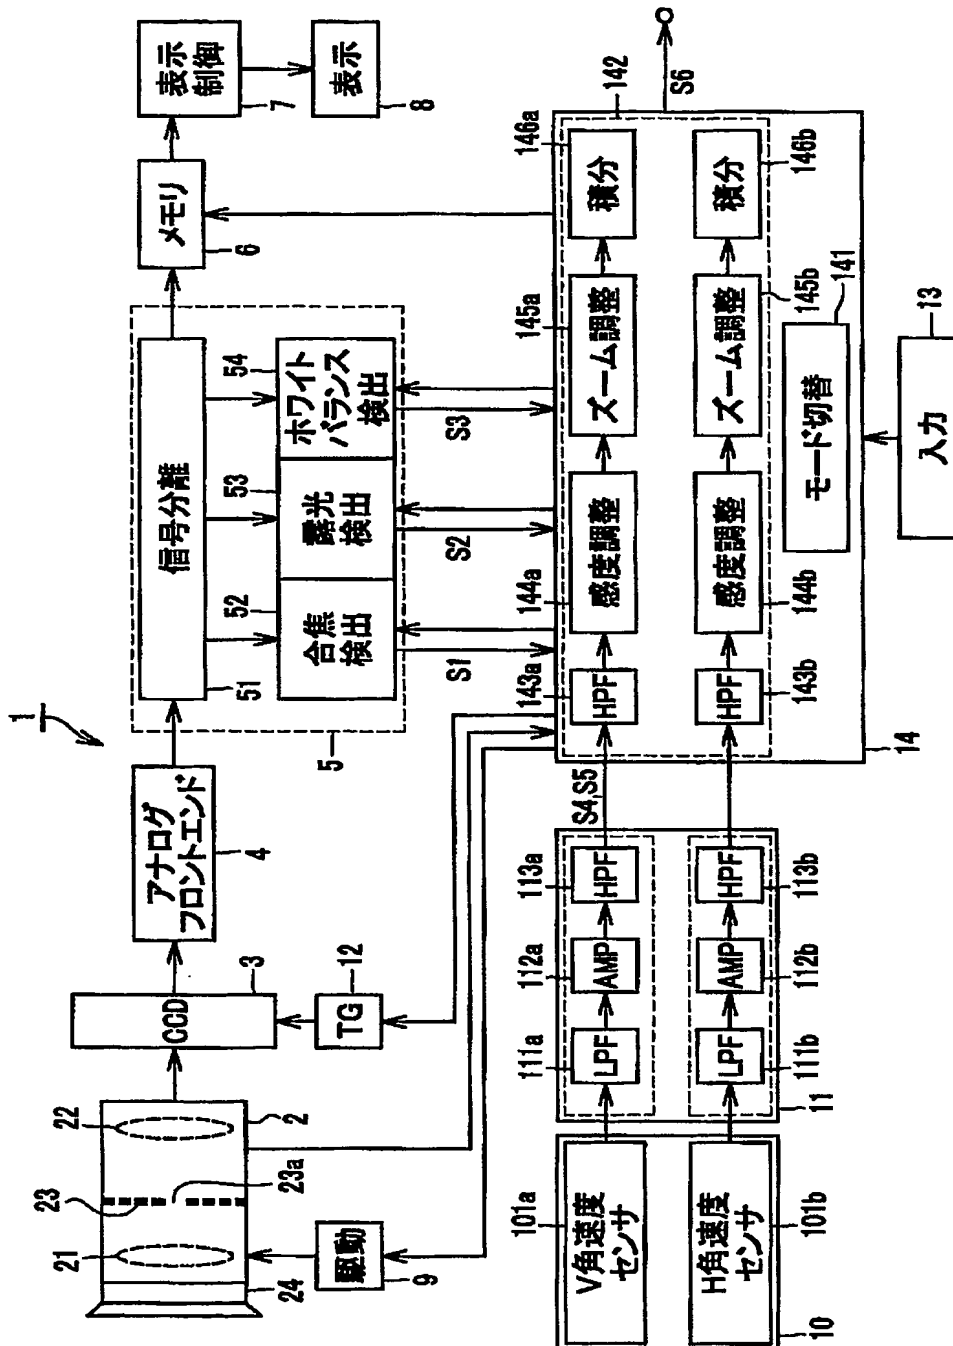 1
24
21
23
23a
22
2
CCD
3
アナログ
フロントエンド
4
5
信号分離
51
合焦
検出
52
露光
検出
53
ホワイト
バランス
検出
54
メモリ
6
表示
制御
7
表示
8
駆動
9
TG
12
S1
S2
S3
V角速度
センサ
101a
H角速度
センサ
101b
10
LPF
111a
AMP
112a
HPF
113a
LPF
111b
AMP
112b
HPF
113b
11
S4,S5
HPF
143a
感度調整
144a
ズーム調整
145a
積分
146a
142
HPF
143b
感度調整
144b
ズーム調整
145b
積分
146b
モード切替
141
14
S6
入力
13